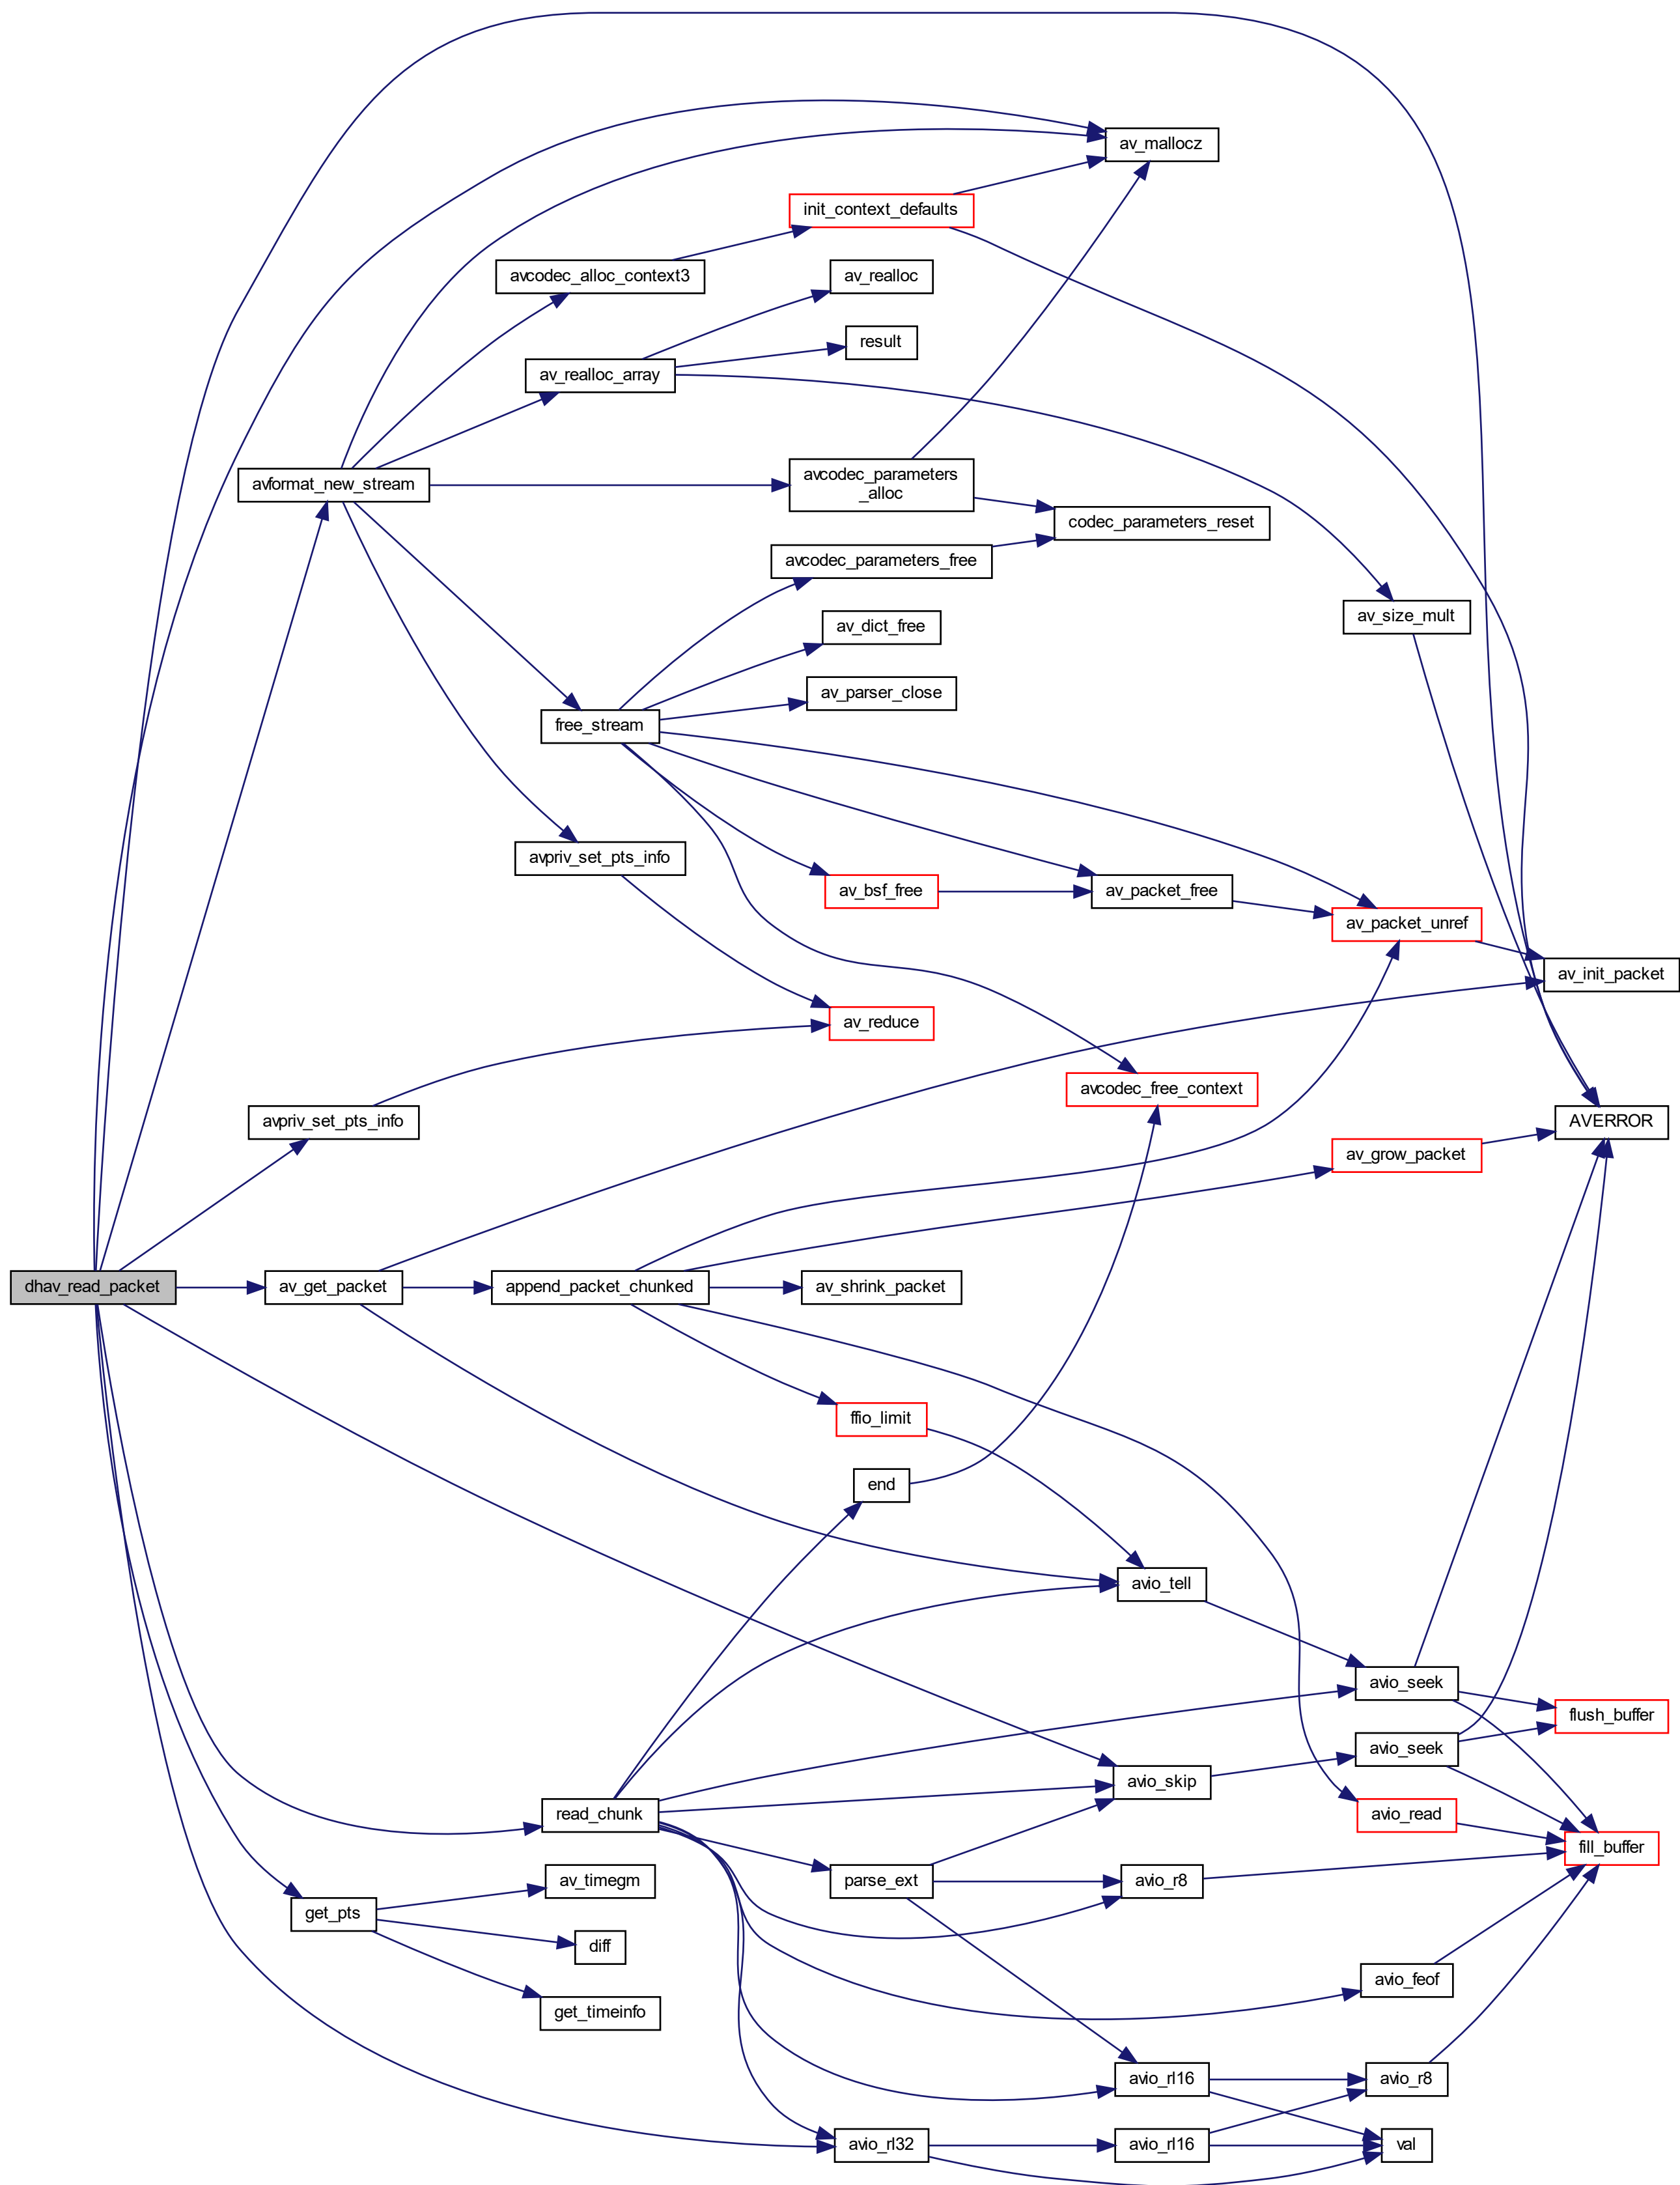 av_mallocz
init_context_defaults
avcodec_alloc_context3
av_realloc
result
av_realloc_array
avformat_new_stream
avcodec_parameters
_alloc
codec_parameters_reset
avcodec_parameters_free
av_size_mult
av_dict_free
av_parser_close
free_stream
avpriv_set_pts_info
av_bsf_free
av_packet_free
av_packet_unref
av_init_packet
av_reduce
avcodec_free_context
avpriv_set_pts_info
AVERROR
av_grow_packet
dhav_read_packet
av_get_packet
append_packet_chunked
av_shrink_packet
ffio_limit
end
avio_tell
avio_seek
flush_buffer
avio_seek
avio_skip
read_chunk
avio_read
fill_buffer
av_timegm
parse_ext
avio_r8
get_pts
diff
avio_feof
get_timeinfo
avio_rl16
avio_r8
avio_rl32
avio_rl16
val